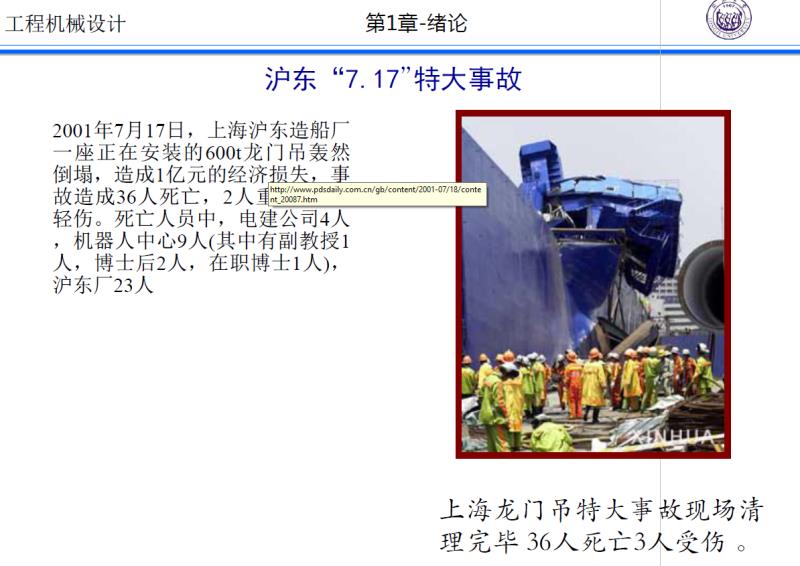 工程机械设计
第1章-绪论
沪东“7.17”特大事故
2001年7月17日，上海沪东造船厂
一座正在安装的600t龙门吊轰然
倒塌，造成1亿元的经济损失，事
故造成36人死亡，2人重
http://www.pdsdaily.com.cn/gb/content/2001-07/18/conte
nt_20087.htm
轻伤。死亡人员中，电建公司4人
，机器人中心9人(其中有副教授1
人，博士后2人，在职博士1人)，
沪东厂23人
XINHUA
上海龙门吊特大事故现场清
理完毕 36人死亡3人受伤 。